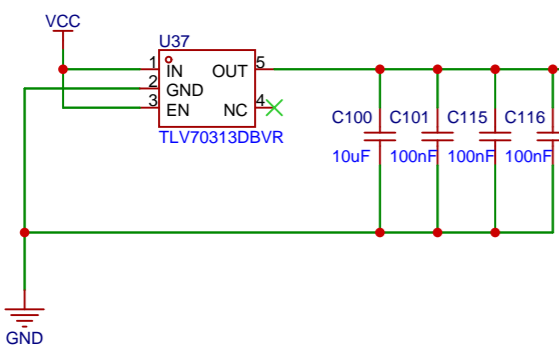 VCC
U37
1 IN OUT 5
2 GND
3 EN NC 4
TLV70313DBVR
C100 C101 C115 C116
10uF 100nF 100nF 100nF
GND